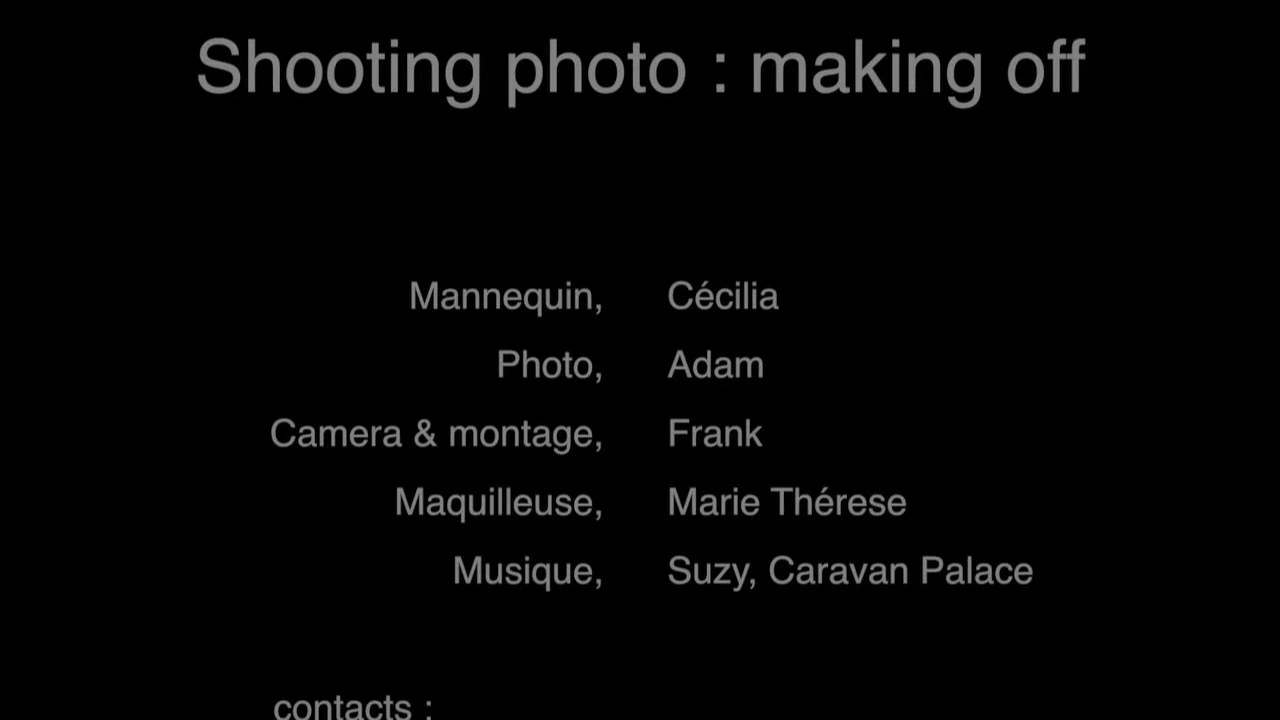 Shooting photo : making off
Mannequin, Cécilia
Photo, Adam
Camera & montage, Frank
Maquilleuse, Marie Thérese
Musique, Suzy, Caravan Palace
contacts :